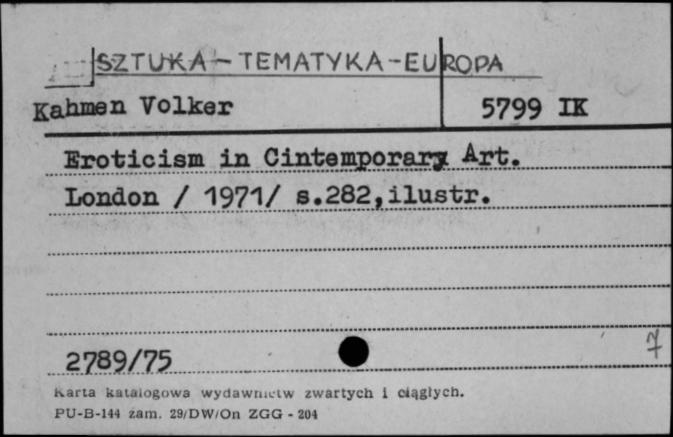 SZTUKA - TEMATYKA - EUROPA
Kahmen Volker
5799 IK
Eroticism in Cintemporary Art.
London / 1971/ s.282,ilustr.
2789/75
7
Karta katalogowa wydawnictw zwartych i ciągłych.
PU-B-144 zam. 29/DW/On ZGG - 204